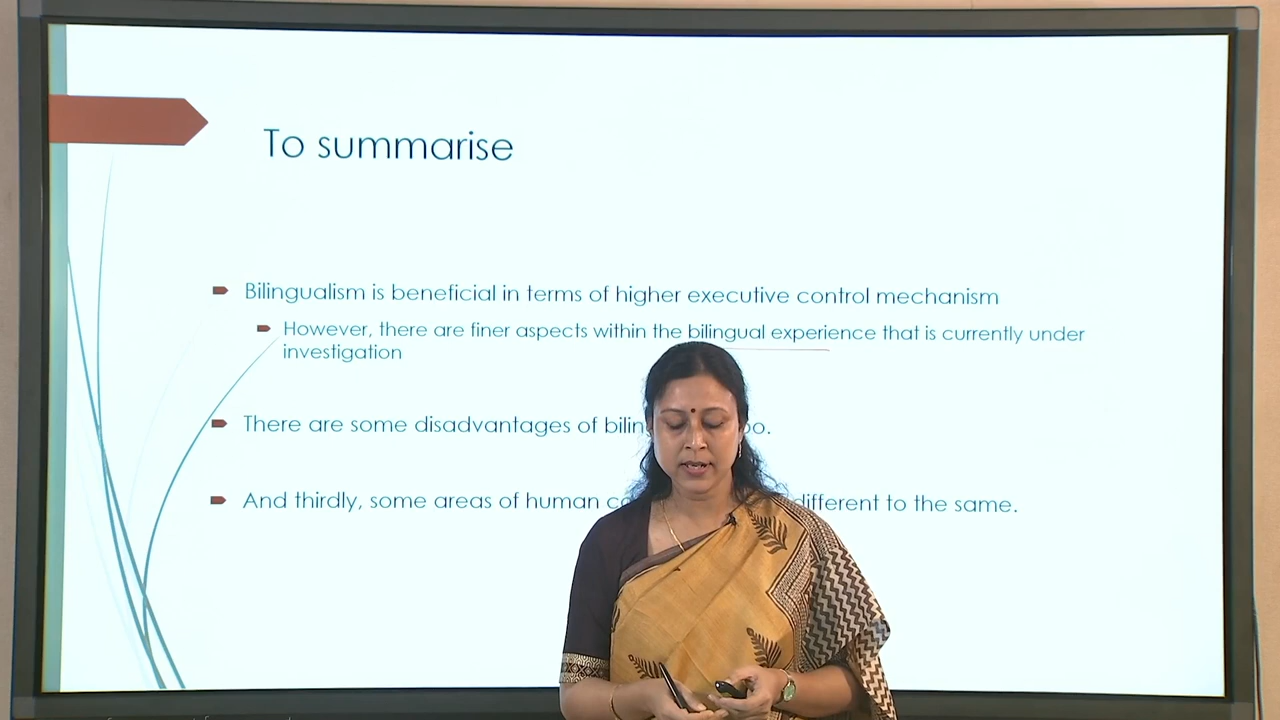 To summarise
Bilingualism is beneficial in terms of higher executive control mechanism
However, there are finer aspects within the bilingual experience that is currently under
investigation
There are some disadvantages of
And thirdly, some areas of human to the same.